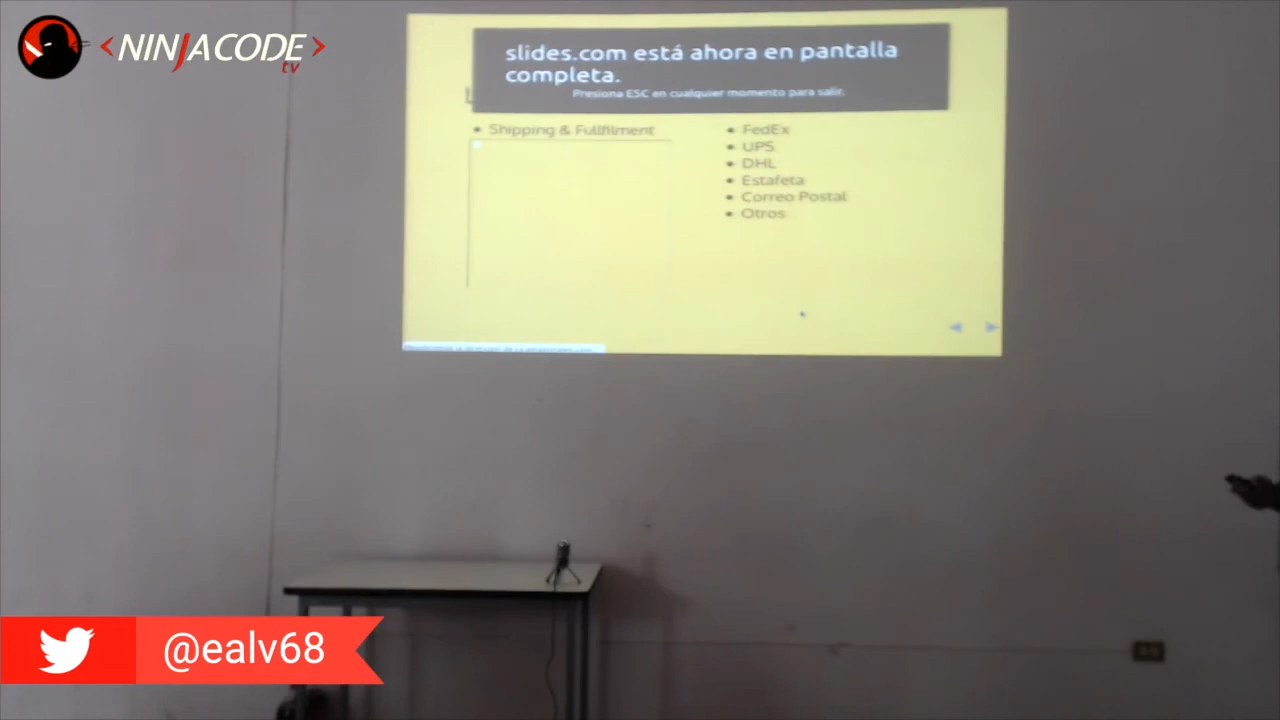 <NINJACODE>
tv
slides.com está ahora en pantalla
completa.
Presiona ESC en cualquier momento para salir.
• Shipping & Fullfilment
• FedEx
• UPS
• DHL
• Estafeta
• Correo Postal
• Otros
@ealv68